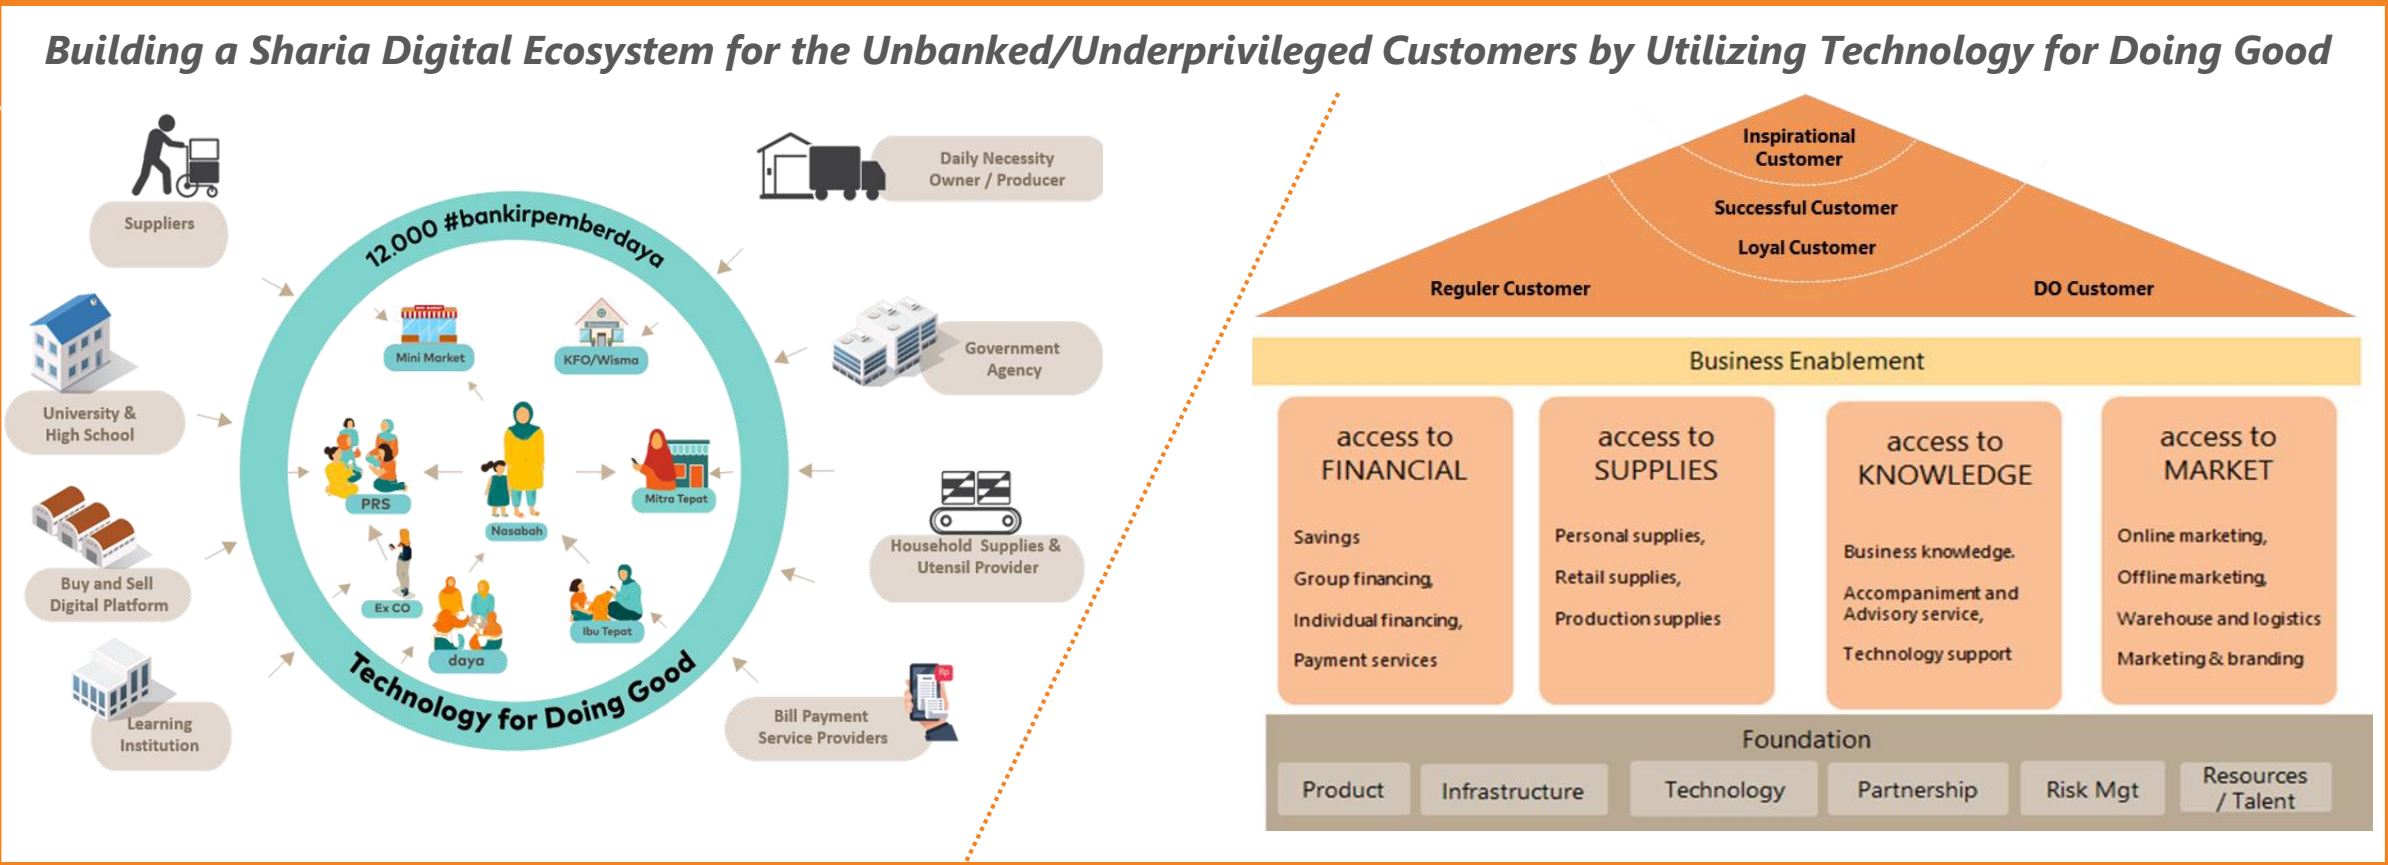 Building a Sharia Digital Ecosystem for the Unbanked/Underprivileged Customers by Utilizing Technology for Doing Good
Suppliers
University &
High School
Buy and Sell
Digital Platform
Learning
Institution
12.000 #bankirpemberdaya
Mini Market
KFO/Wisma
PRS
Nasabah
Mitra Tepat
Ex CO
daya
Ibu Tepat
Technology for Doing Good
Daily Necessity
Owner / Producer
Government
Agency
Household Supplies &
Utensil Provider
Rp
Bill Payment
Service Providers
Inspirational
Customer
Successful Customer
Loyal Customer
Reguler Customer
DO Customer
Business Enablement
access to
FINANCIAL
Savings
Group financing,
Individual financing,
Payment services
access to
SUPPLIES
Personal supplies,
Retail supplies,
Production supplies
access to
KNOWLEDGE
Business knowledge.
Accompaniment and
Advisory service,
Technology support
access to
MARKET
Online marketing,
Offline marketing,
Warehouse and logistics
Marketing & branding
Foundation
Product
Infrastructure
Technology
Partnership
Risk Mgt
Resources
/ Talent